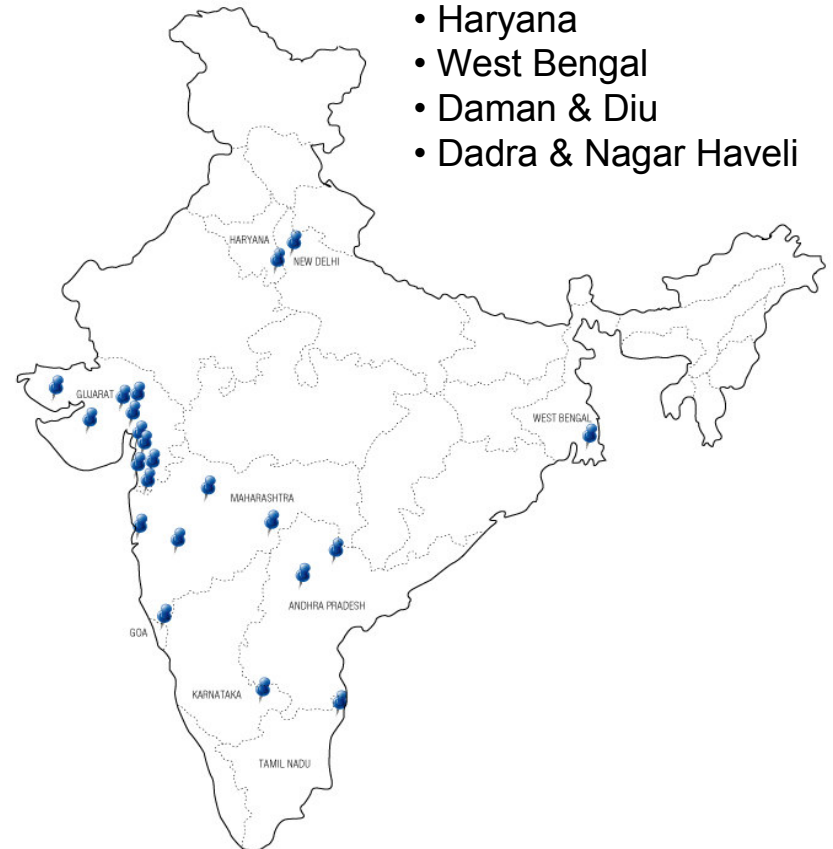 • Haryana
• West Bengal
• Daman & Diu
• Dadra & Nagar Haveli
HARYANA
NEW DELHI
GUJARAT
WEST BENGAL
MAHARASHTRA
ANDHRA PRADESH
GOA
KARNATAKA
TAMIL NADU